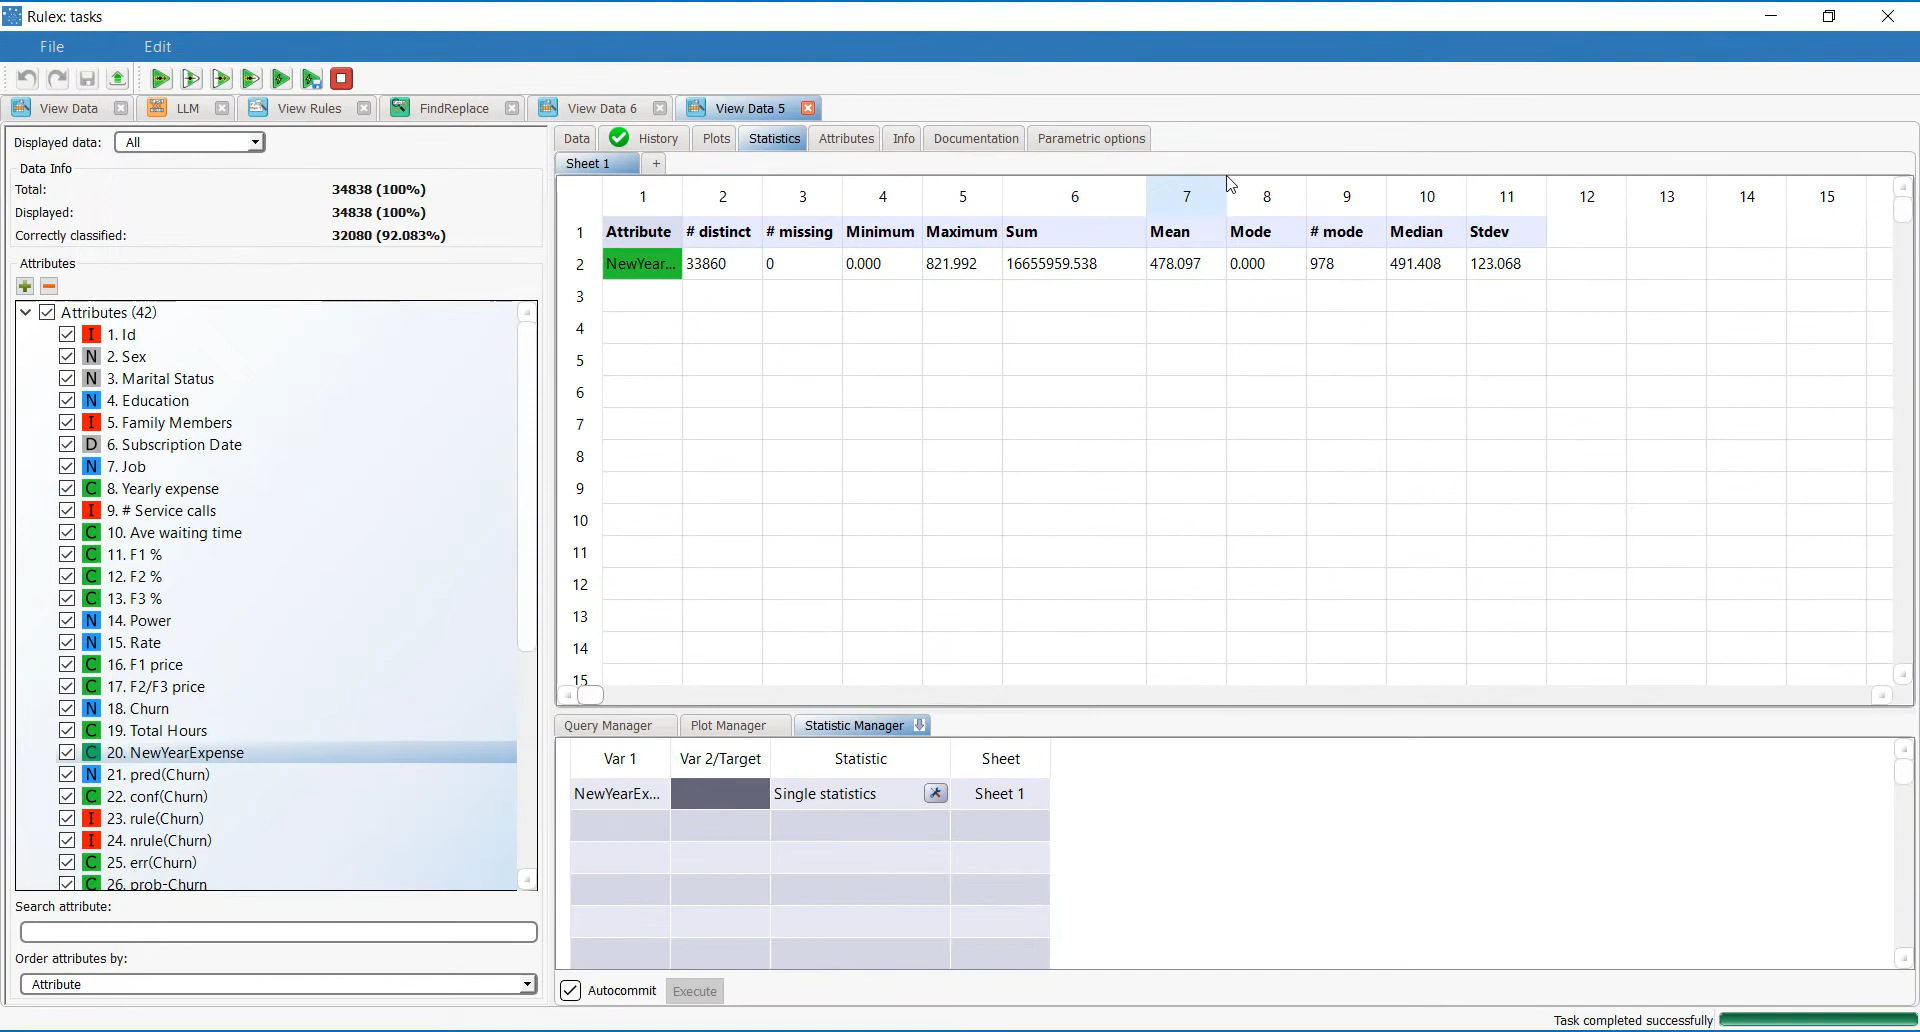 Rulex: tasks
File Edit
View Data LLM View Rules FindReplace View Data 6 View Data 5
Displayed data: All
Data Info
Total: 34838 (100%)
Displayed: 34838 (100%)
Correctly classified: 32080 (92.083%)
Attributes
Attributes (42)
I 1. Id
N 2. Sex
N 3. Marital Status
N 4. Education
I 5. Family Members
D 6. Subscription Date
N 7. Job
C 8. Yearly expense
I 9. # Service calls
C 10. Ave waiting time
C 11. F1 %
C 12. F2 %
C 13. F3 %
N 14. Power
N 15. Rate
C 16. F1 price
C 17. F2/F3 price
N 18. Churn
C 19. Total Hours
C 20. NewYearExpense
N 21. pred(Churn)
C 22. conf(Churn)
I 23. rule(Churn)
I 24. nrule(Churn)
C 25. err(Churn)
C 26. prob-Churn
Search attribute:
Order attributes by:
Attribute
Data History Plots Statistics Attributes Info Documentation Parametric options
Sheet 1 +
1 2 3 4 5 6 7 8 9 10 11 12 13 14 15
1 Attribute # distinct # missing Minimum Maximum Sum Mean Mode # mode Median Stdev
2 NewYear... 33860 0 0.000 821.992 16655959.538 478.097 0.000 978 491.408 123.068
3
4
5
6
7
8
9
10
11
12
13
14
15
Query Manager Plot Manager Statistic Manager
Var 1 Var 2/Target Statistic Sheet
NewYearEx... Single statistics Sheet 1
Autocommit Execute
Task completed successfully